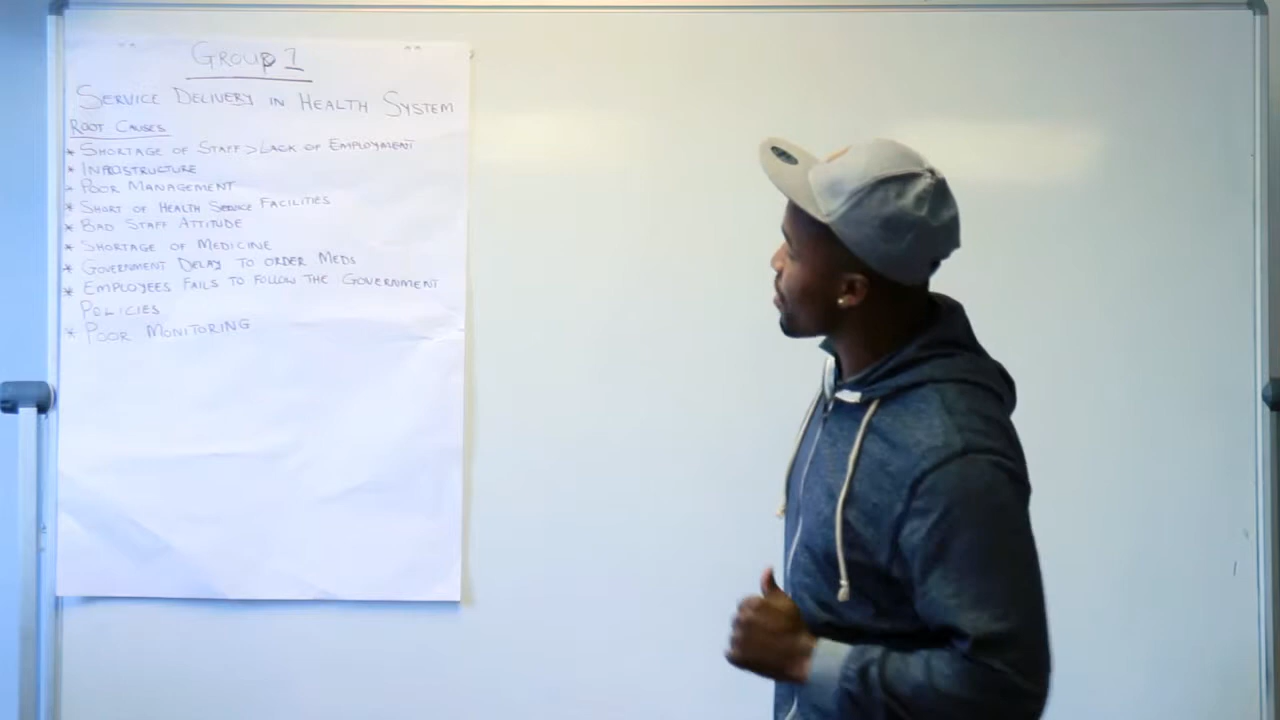 GROUP 1
SERVICE DELIVERY IN HEALTH SYSTEM
ROOT CAUSES
* SHORTAGE OF STAFF > LACK OF EMPLOYMENT
* INFRASTRUCTURE
* POOR MANAGEMENT
* SHORT OF HEALTH SERVICE FACILITIES
* BAD STAFF ATTITUDE
* SHORTAGE OF MEDICINE
* GOVERNMENT DELAY TO ORDER MEDS
* EMPLOYEES FAILS TO FOLLOW THE GOVERNMENT
POLICIES
* POOR MONITORING